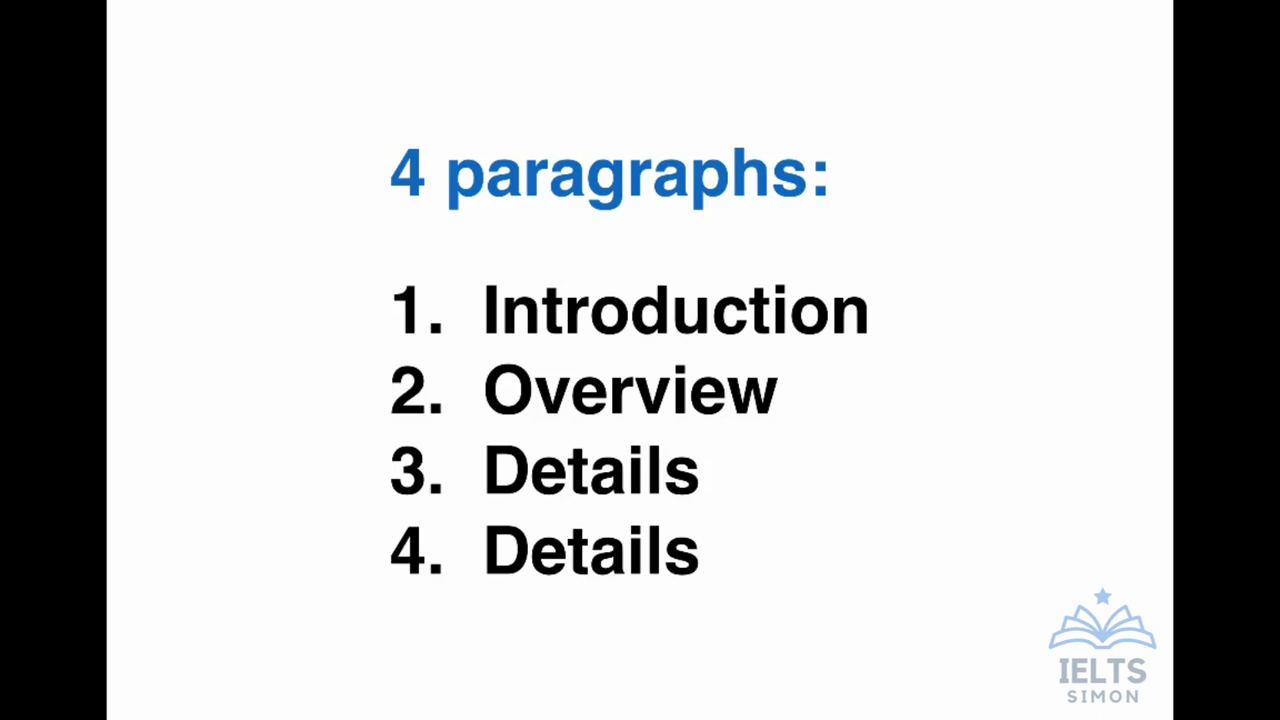 4 paragraphs:
1. Introduction
2. Overview
3. Details
4. Details
IELTS
SIMON